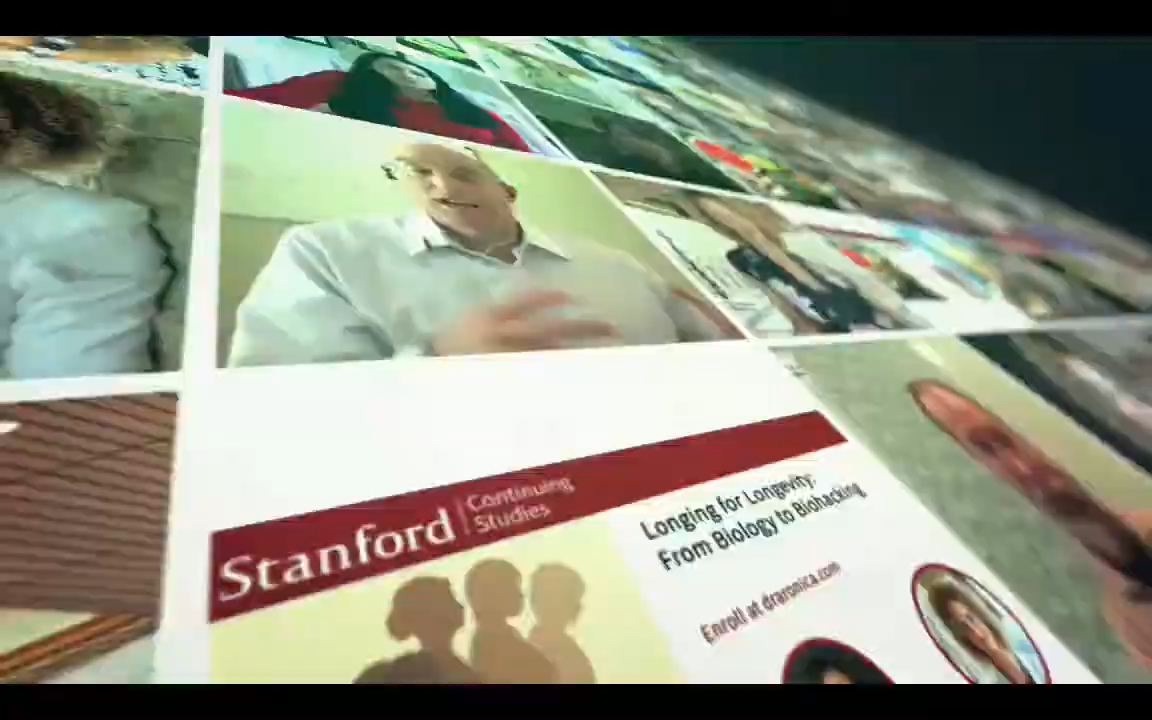 Stanford
Continuing
Studies
Longing for Longevity:
From Biology to Biohacking
Enroll at draronica.com